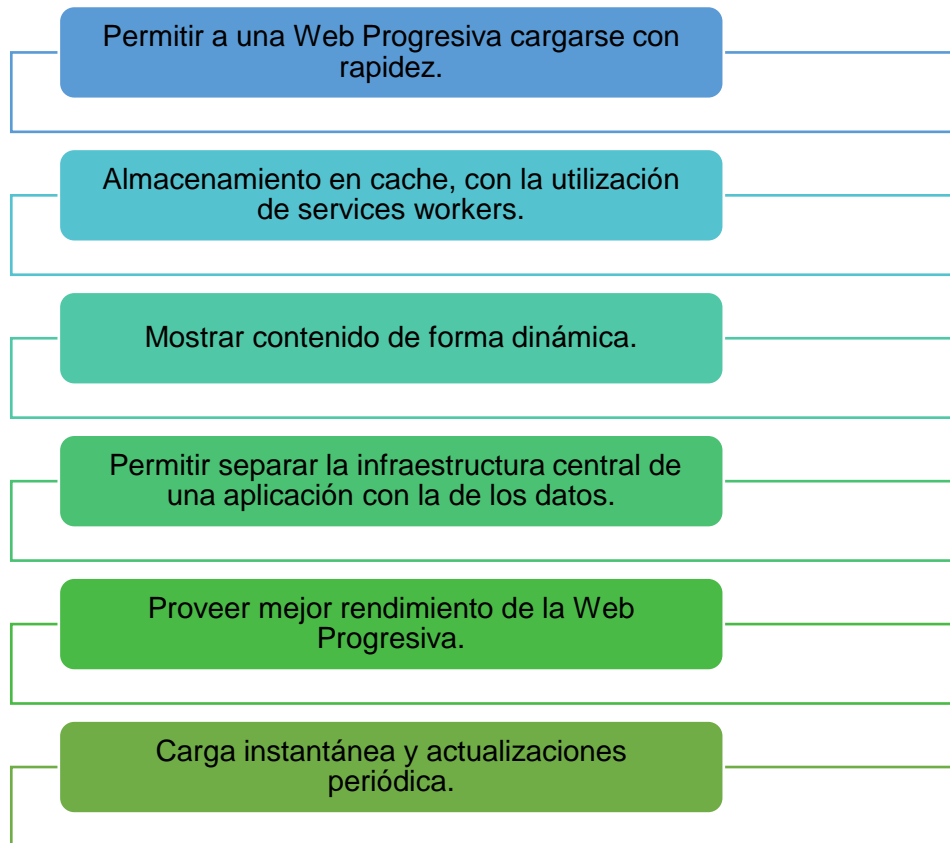 Permitir a una Web Progresiva cargarse con
rapidez.
Almacenamiento en cache, con la utilización
de services workers.
Mostrar contenido de forma dinámica.
Permitir separar la infraestructura central de
una aplicación con la de los datos.
Proveer mejor rendimiento de la Web
Progresiva.
Carga instantánea y actualizaciones
periódica.